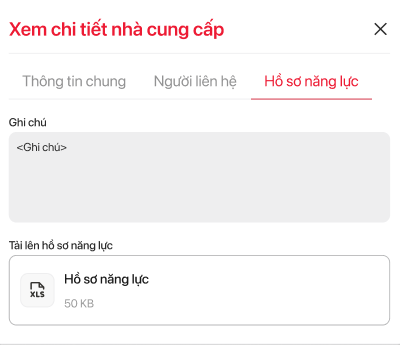 Xem chi tiết nhà cung cấp
Thông tin chung Người liên hệ Hồ sơ năng lực
Ghi chú
<Ghi chú>
Tải lên hồ sơ năng lực
Hồ sơ năng lực
XLS
50 KB